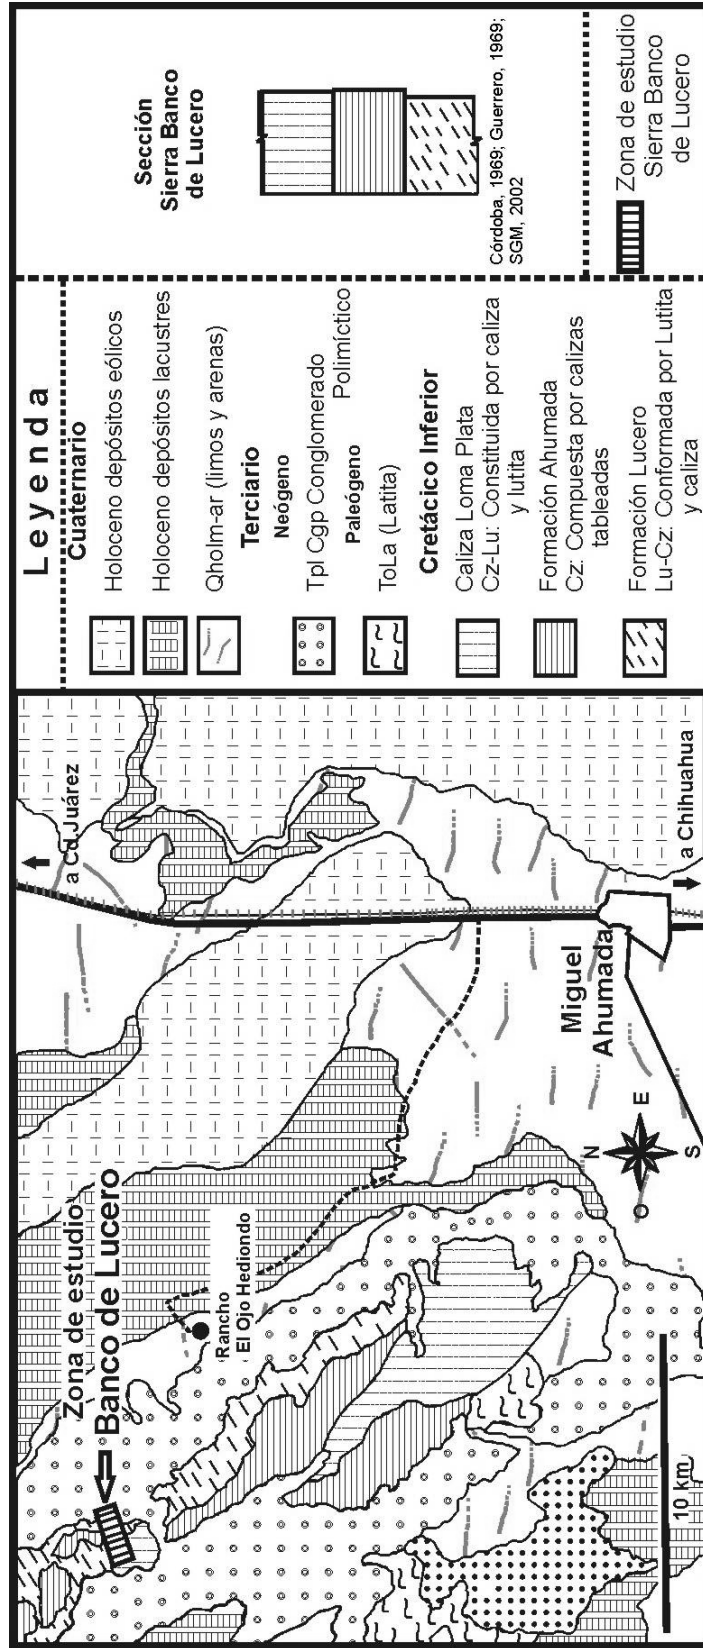 Zona de estudio
Banco de Lucero
a Cd Juárez
Rancho
El Ojo Hediondo
Miguel
Ahumada
a Chihuahua
N
E
S
O
10 km
Leyenda
Cuaternario
Holoceno depósitos eólicos
Holoceno depósitos lacustres
Qholm-ar (limos y arenas)
Terciario
Neógeno
Tpl Cgp Conglomerado
Polimíctico
Paleógeno
ToLa (Latita)
Cretácico Inferior
Caliza Loma Plata
Cz-Lu: Constituida por caliza
y lutita
Formación Ahumada
Cz: Compuesta por calizas
tableadas
Formación Lucero
Lu-Cz: Conformada por Lutita
y caliza
Sección
Sierra Banco
de Lucero
Córdoba, 1969; Guerrero, 1969;
SGM, 2002
Zona de estudio
Sierra Banco
de Lucero